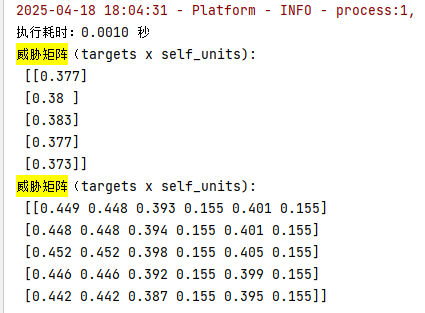 2025-04-18 18:04:31 - Platform - INFO - process:1,
执行耗时：0.0010 秒
威胁矩阵（targets x self_units):
[[0.377]
[0.38 ]
[0.383]
[0.377]
[0.373]]
威胁矩阵（targets x self_units):
[[0.449 0.448 0.393 0.155 0.401 0.155]
[0.448 0.448 0.394 0.155 0.401 0.155]
[0.452 0.452 0.398 0.155 0.405 0.155]
[0.446 0.446 0.392 0.155 0.399 0.155]
[0.442 0.442 0.387 0.155 0.395 0.155]]